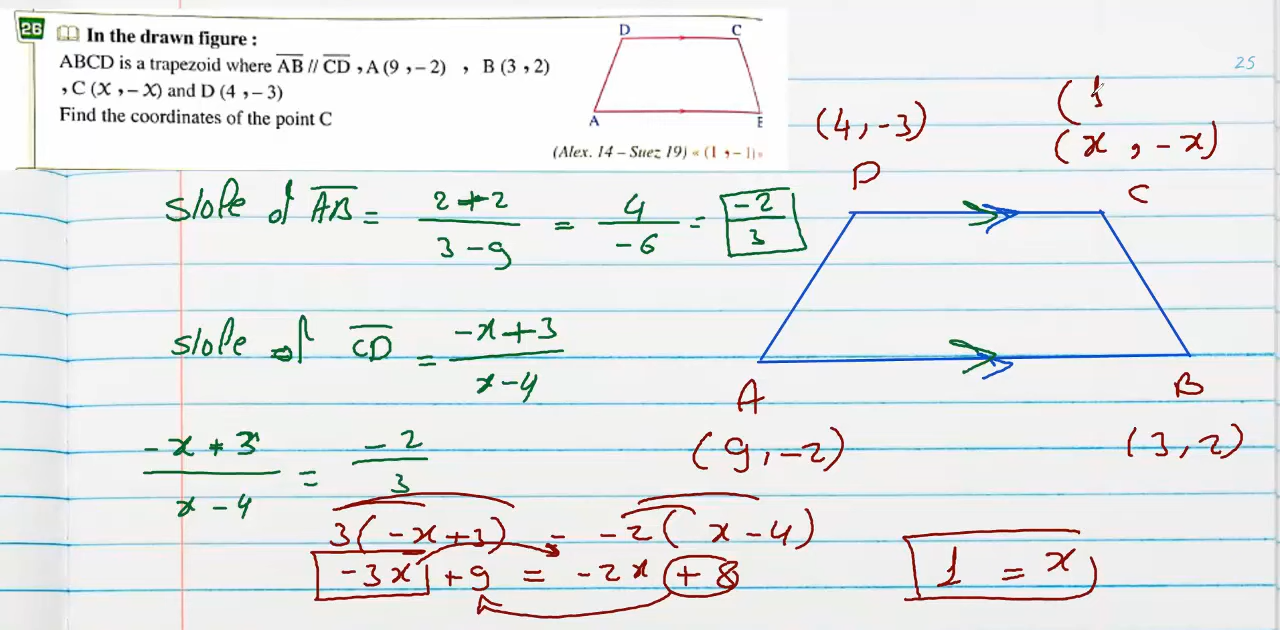 26 In the drawn figure :
ABCD is a trapezoid where AB // CD , A (9 , – 2) , B (3 , 2)
, C (X , – X) and D (4 , – 3)
Find the coordinates of the point C
(Alex. 14 – Suez 19) « (1 , – 1) »
D C
A B
25
(4, -3)
(1
(x, -x)
D C
slope of AB = 2+2 / 3-9 = 4 / -6 = -2 / 3
slope of CD = -x+3 / x-4
A B
(9, -2) (3, 2)
-x+3 / x-4 = -2 / 3
3(-x+3) = -2(x-4)
-3x +9 = -2x +8
1 = x